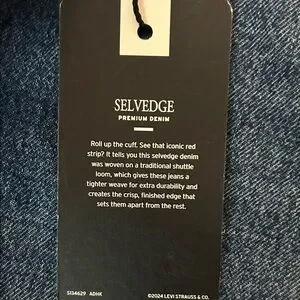 SELVEDGE
PREMIUM DENIM
Roll up the cuff. See that iconic red
strip? It tells you this selvedge denim
was woven on a traditional shuttle
loom, which gives these jeans a
tighter weave for extra durability and
creates the crisp, finished edge that
sets them apart from the rest.
S134629 ADHK
©2024 LEVI STRAUSS & CO.